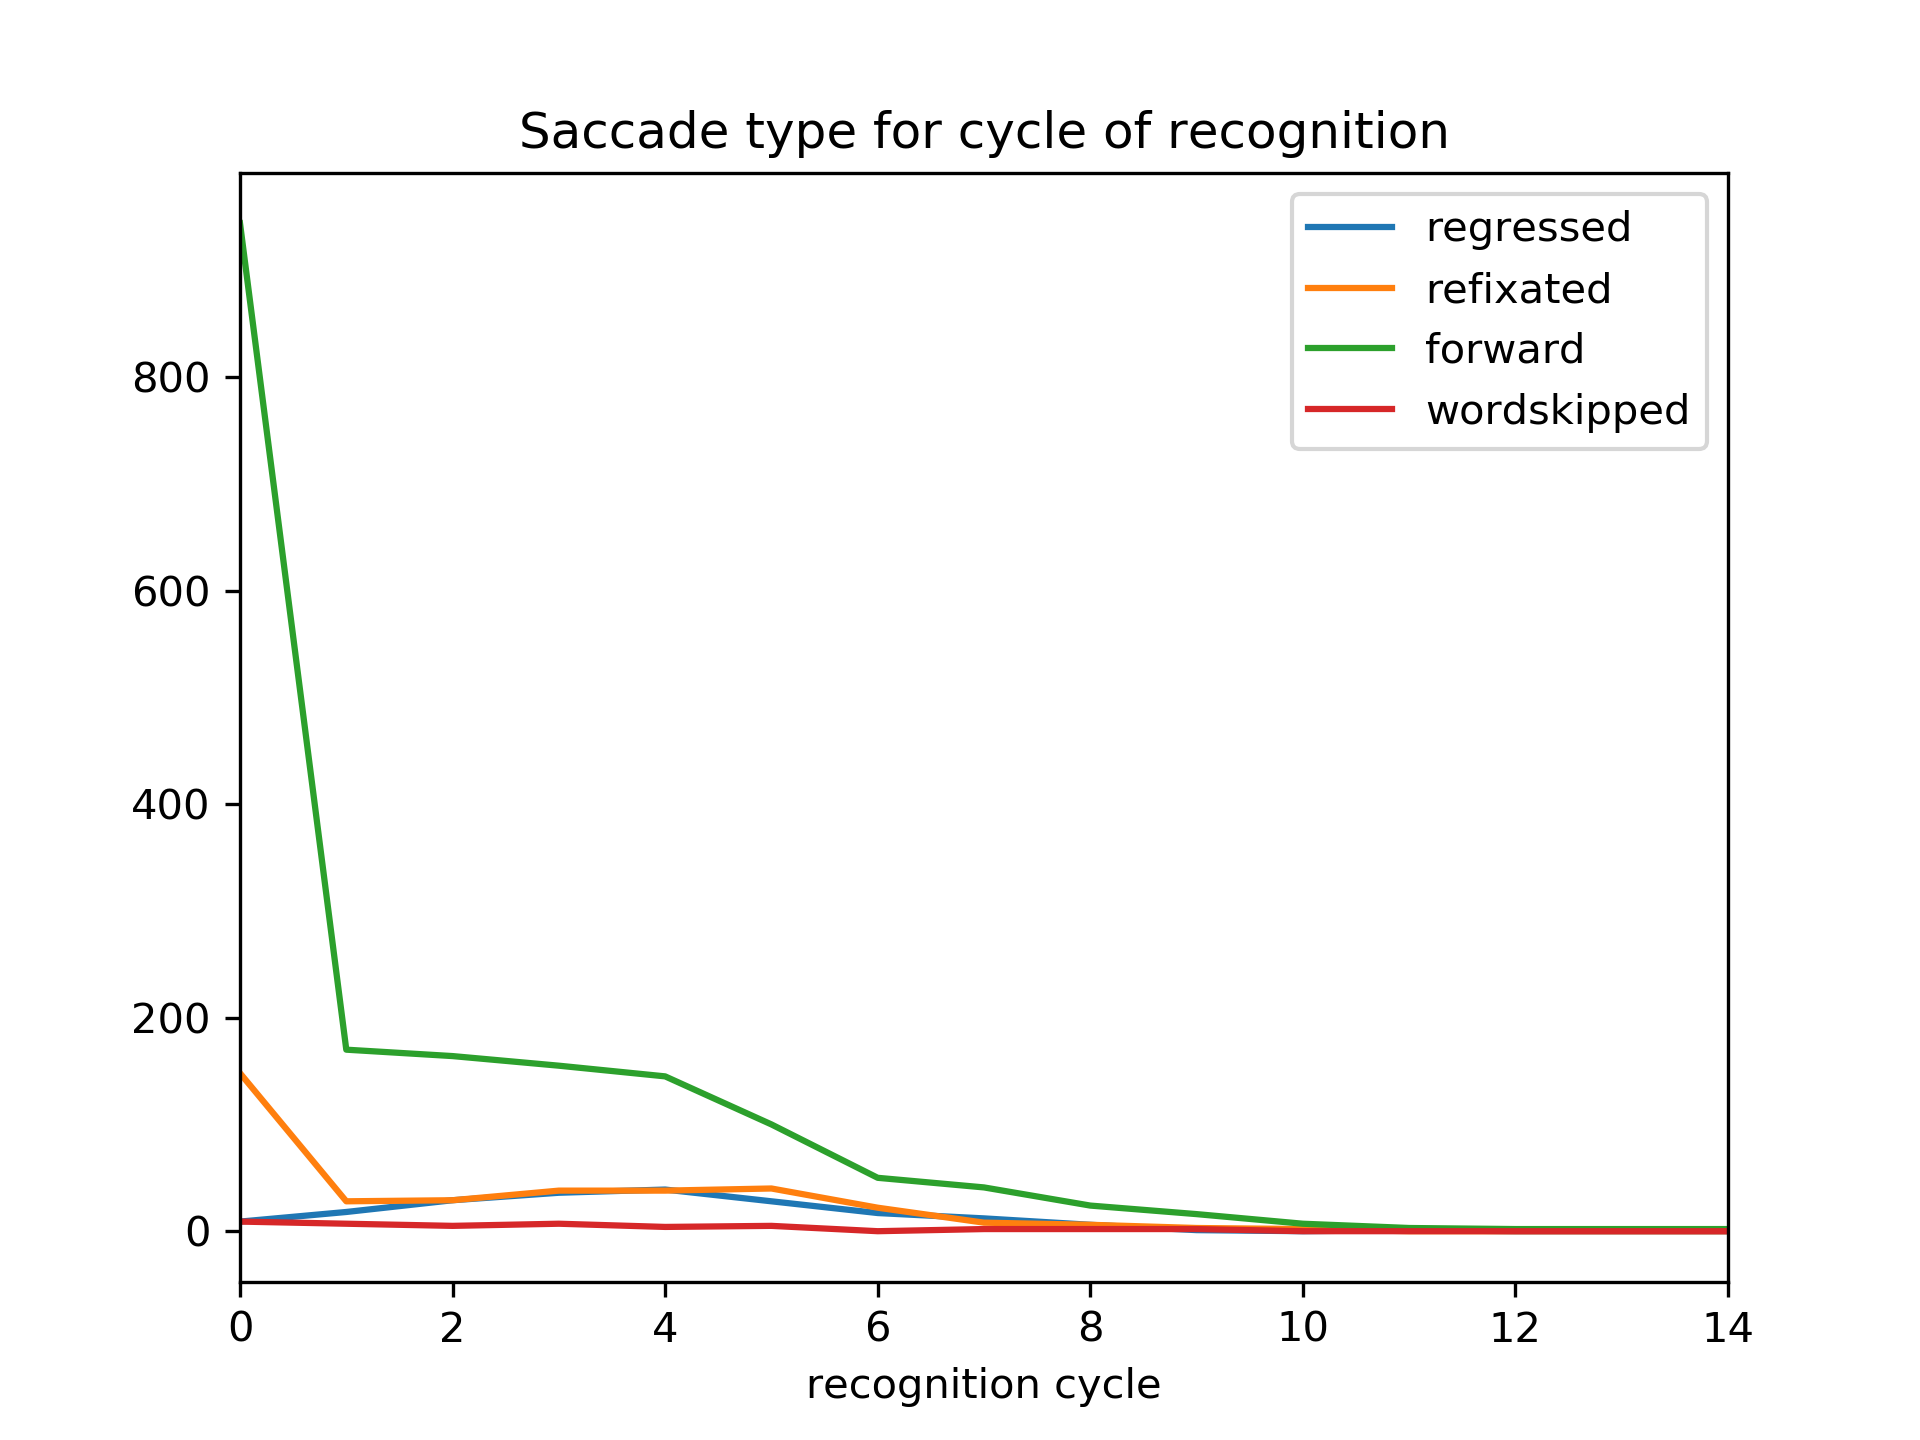 Saccade type for cycle of recognition
regressed
refixated
forward
wordskipped
800
600
400
200
0
0 2 4 6 8 10 12 14
recognition cycle